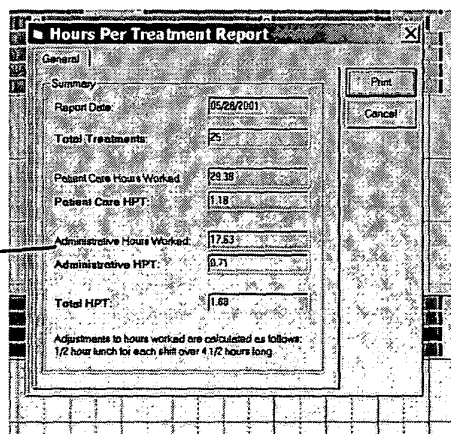 Hours Per Treatment Report
General
Print
Cancel
Summary
Report Date: 05/28/2001
Total Treatments: 25
Patient Care Hours Worked: 29.38
Patient Care HPT: 1.18
Administrative Hours Worked: 17.63
Administrative HPT: 0.71
Total HPT: 1.88
Adjustments to hours worked are calculated as follows:
1/2 hour lunch for each shift over 4 1/2 hours long